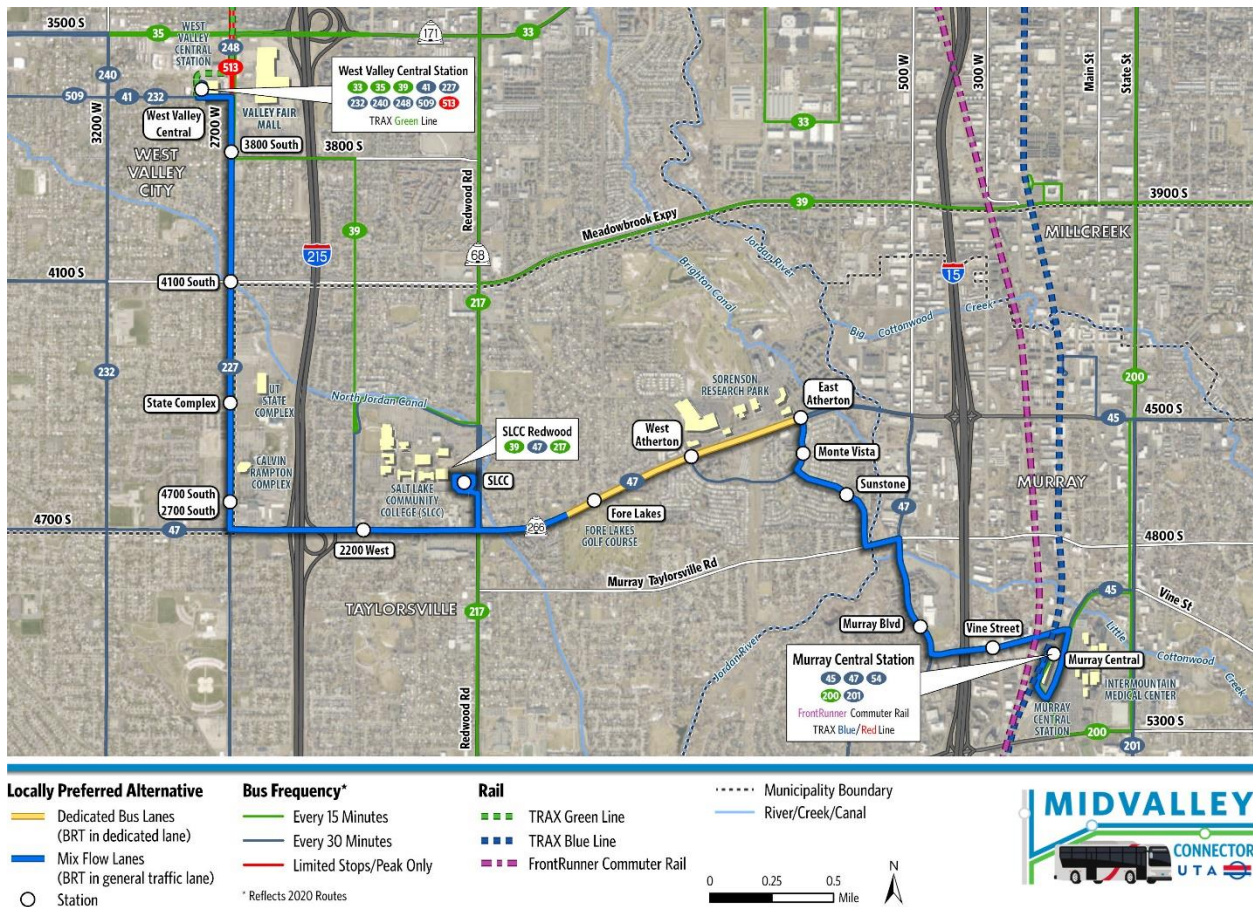 3500 S
35
WEST
VALLEY
CENTRAL
STATION
248
513
171
33
240
509
41
232
3200 W
2700 W
West Valley
Central
VALLEY FAIR
MALL
West Valley Central Station
33 35 39 41 227
232 240 248 509 513
TRAX Green Line
WEST
VALLEY
CITY
3800 South
3800 S
Redwood Rd
33
500 W
300 W
Main St
State St
39
3900 S
Meadowbrook Expy
MILLCREEK
39
215
68
Jordan River
Brighton Canal
15
4100 S
4100 South
217
Big Cottonwood Creek
232
227
UT
STATE
COMPLEX
State Complex
North Jordan Canal
SORENSON
RESEARCH PARK
East
Atherton
200
45
4500 S
SLCC Redwood
39 47 217
West
Atherton
Monte Vista
CALVIN
RAMPTON
COMPLEX
SALT LAKE
COMMUNITY
COLLEGE (SLCC)
SLCC
47
Sunstone
MURRAY
4700 South
2700 South
Fore Lakes
47
4700 S
47
2200 West
266
FORE LAKES
GOLF COURSE
4800 S
Murray Taylorsville Rd
TAYLORSVILLE
217
45
Vine St
Murray Blvd
Vine Street
Little
Cottonwood
Creek
Murray Central
Jordan River
Murray Central Station
45 47 54
200 201
FrontRunner Commuter Rail
TRAX Blue/Red Line
INTERMOUNTAIN
MEDICAL CENTER
MURRAY
CENTRAL
STATION
Redwood Rd
5300 S
200
201
Locally Preferred Alternative
Dedicated Bus Lanes
(BRT in dedicated lane)
Mix Flow Lanes
(BRT in general traffic lane)
Station
Bus Frequency*
Every 15 Minutes
Every 30 Minutes
Limited Stops/Peak Only
* Reflects 2020 Routes
Rail
TRAX Green Line
TRAX Blue Line
FrontRunner Commuter Rail
Municipality Boundary
River/Creek/Canal
0 0.25 0.5
Mile
N
MIDVALLEY
CONNECTOR
UTA